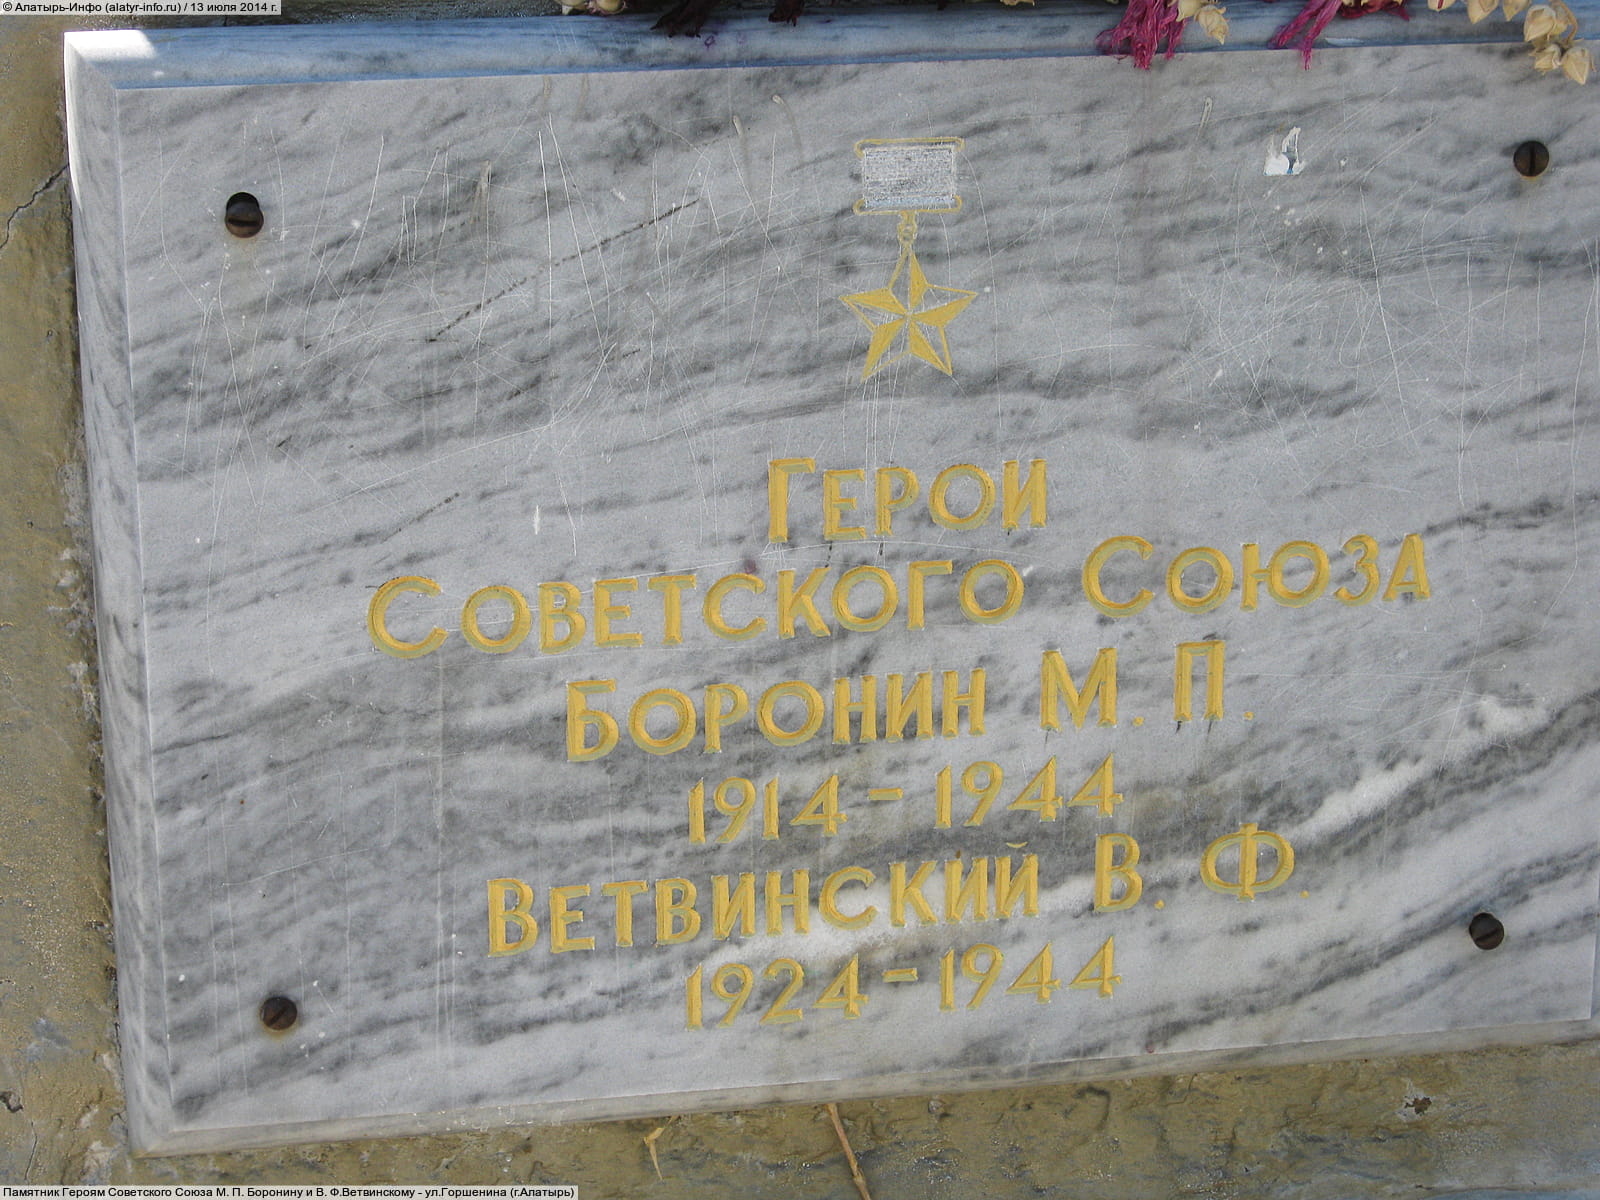 © Алатырь-Инфо (alatyr-info.ru) / 13 июля 2014 г.
Герои
Советского Союза
Боронин М. П.
1914 - 1944
Ветвинский В. Ф.
1924 - 1944
Памятник Героям Советского Союза М. П. Боронину и В. Ф.Ветвинскому - ул.Горшенина (г.Алатырь)